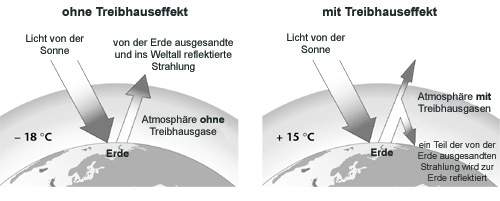 ohne Treibhauseffekt
Licht von der
Sonne
von der Erde ausgesandte
und ins Weltall reflektierte
Strahlung
Atmosphäre ohne
Treibhausgase
– 18 °C
Erde
mit Treibhauseffekt
Licht von der
Sonne
Atmosphäre mit
Treibhausgasen
+ 15 °C
Erde
ein Teil der von der
Erde ausgesandten
Strahlung wird zur
Erde reflektiert